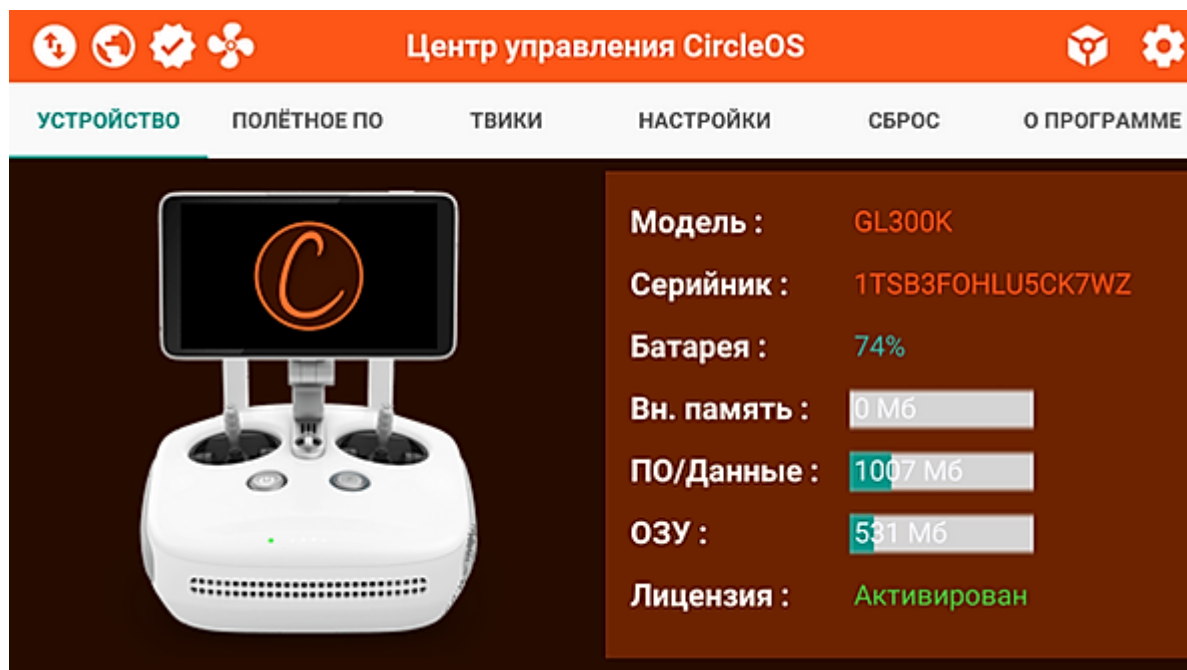 Центр управления CircleOS
УСТРОЙСТВО ПОЛЁТНОЕ ПО ТВИКИ НАСТРОЙКИ СБРОС О ПРОГРАММЕ
Модель : GL300K
Серийник : 1TSB3FOHLU5CK7WZ
Батарея : 74%
Вн. память : 0 Мб
ПО/Данные : 1007 Мб
ОЗУ : 531 Мб
Лицензия : Активирован